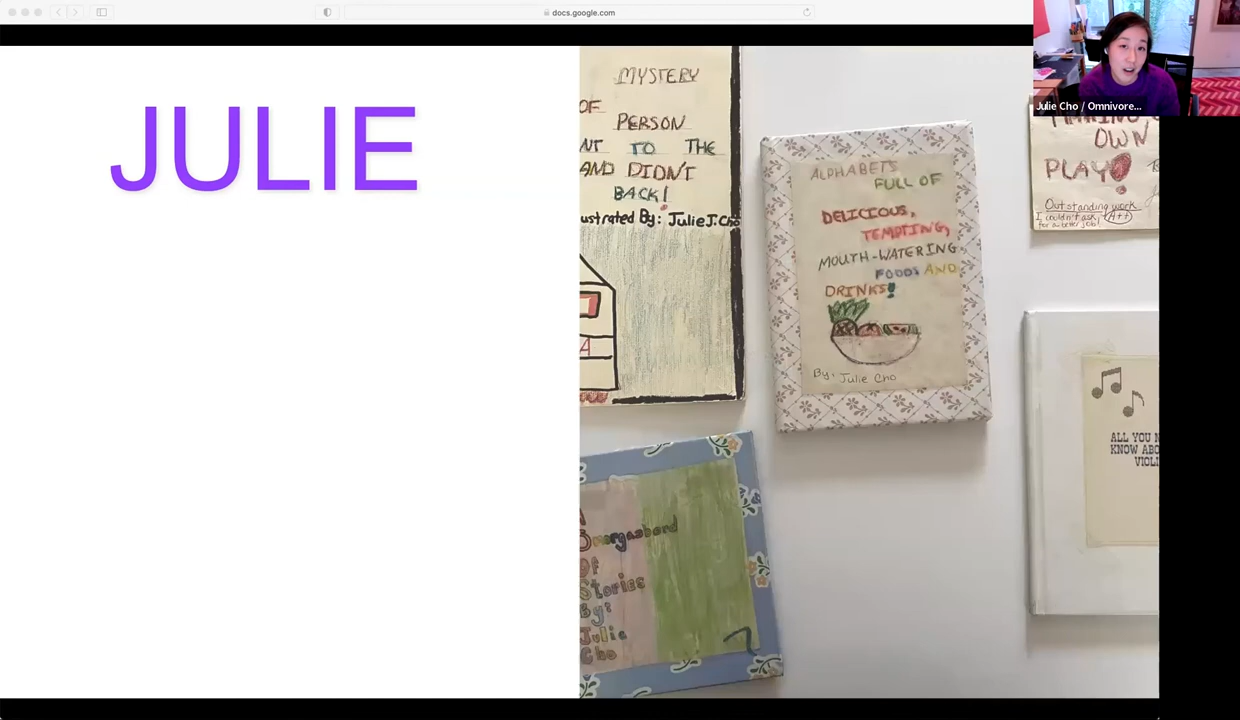 docs.google.com
JULIE
Julie Cho / Omnivore...
MYSTERY
OF
PERSON
NT TO THE
AND DIDN'T
BACK!
ustrated By: Julie J. Cho
ALPHABETS
FULL OF
DELICIOUS,
TEMPTING,
MOUTH-WATERING
FOODS AND
DRINKS!
By: Julie Cho
OWN
PLAY!
Outstanding work
I couldn't ask
for a better job!
A++
Smorgasbord
Of
Stories
By:
Julie
Cho
ALL YOU N
KNOW ABO
VIOLI